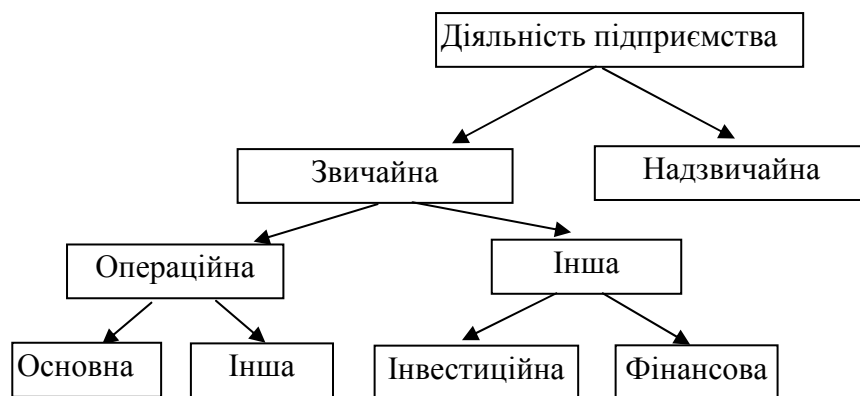 Діяльність підприємства
Звичайна
Надзвичайна
Операційна
Інша
Основна
Інша
Інвестиційна
Фінансова